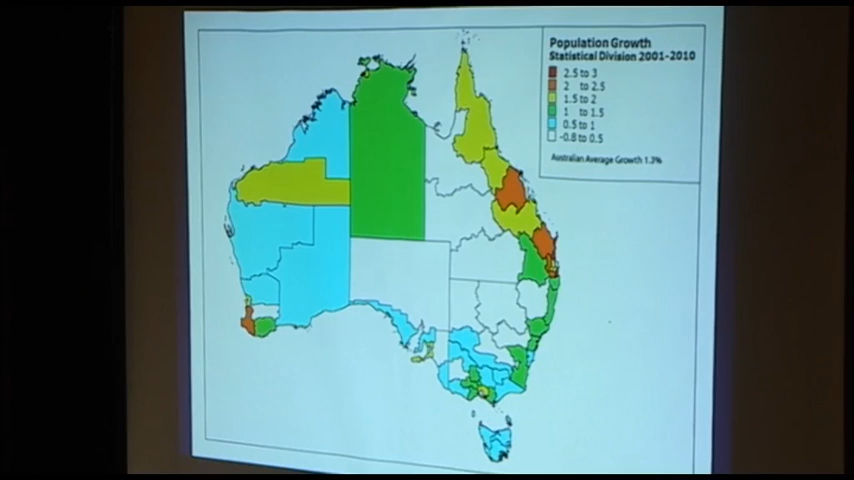 Population Growth
Statistical Division 2001-2010
2.5 to 3
2 to 2.5
1.5 to 2
1 to 1.5
0.5 to 1
-0.8 to 0.5
Australian Average Growth 1.3%